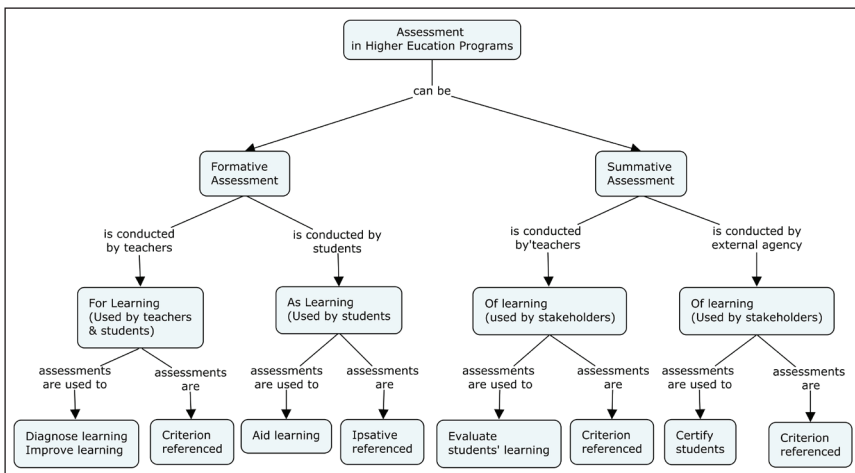 Assessment
in Higher Eucation Programs
can be
Formative
Assessment
Summative
Assessment
is conducted
by teachers
is conducted by
students
is conducted
by'teachers
is conducted by
external agency
For Learning
(Used by teachers
& students)
As Learning
(Used by students
Of learning
(used by stakeholders)
Of learning
(Used by stakeholders)
assessments
are used to
assessments
are
assessments
are used to
assessments
are
assessments
are used to
assessments
are
assessments
are used to
assessments
are
Diagnose learning
Improve learning
Criterion
referenced
Aid learning
Ipsative
referenced
Evaluate
students' learning
Criterion
referenced
Certify
students
Criterion
referenced